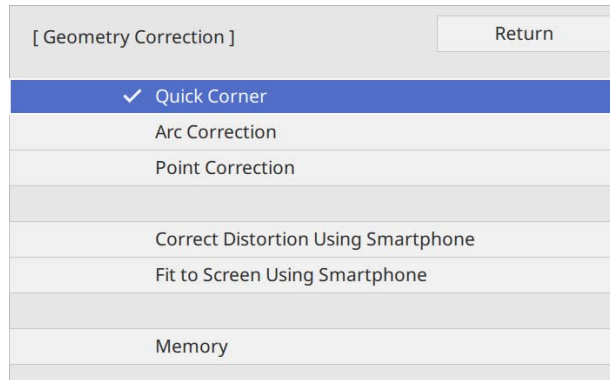 [ Geometry Correction ]
Return
Quick Corner
Arc Correction
Point Correction
Correct Distortion Using Smartphone
Fit to Screen Using Smartphone
Memory